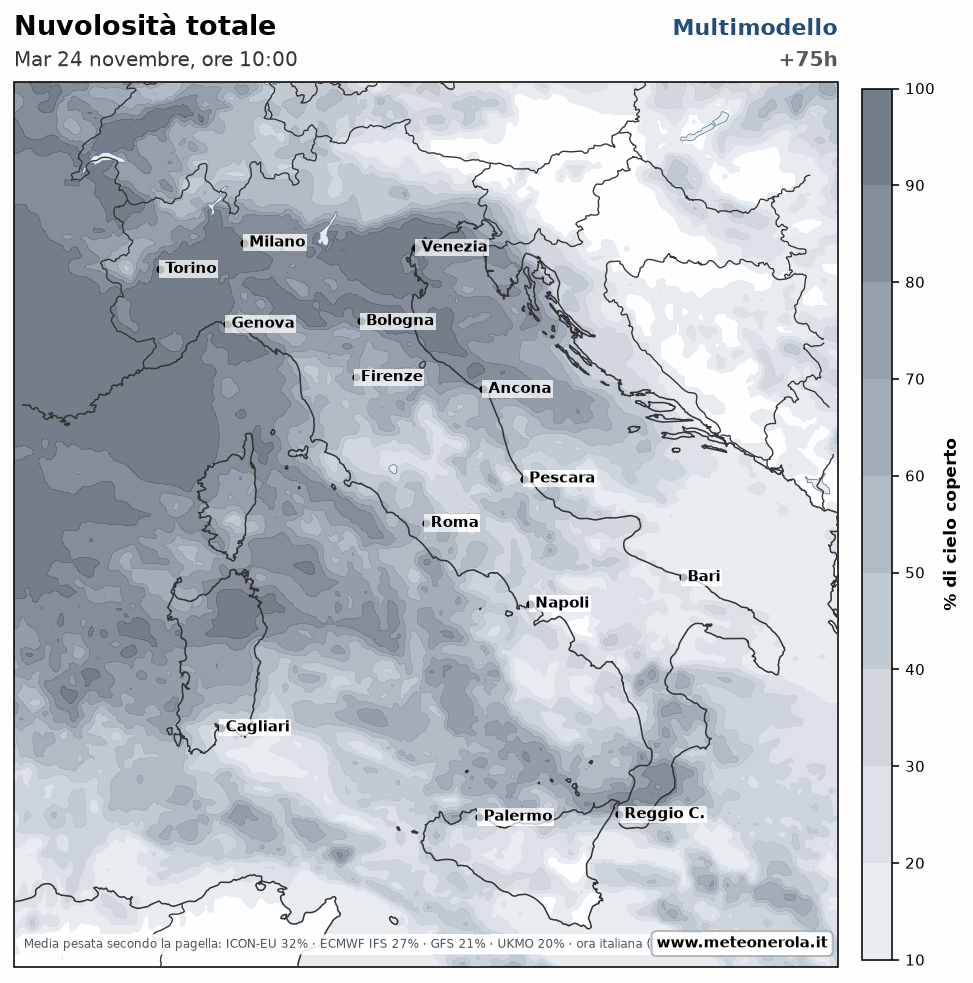 Nuvolosità totale
Multimodello
Mar 24 novembre, ore 10:00
+75h
Milano
Venezia
Torino
Genova
Bologna
Firenze
Ancona
Pescara
Roma
Bari
Napoli
Cagliari
Palermo
Reggio C.
100
90
80
70
60
50
40
30
20
10
% di cielo coperto
Media pesata secondo la pagella: ICON-EU 32% · ECMWF IFS 27% · GFS 21% · UKMO 20% · ora italiana (
www.meteonerola.it